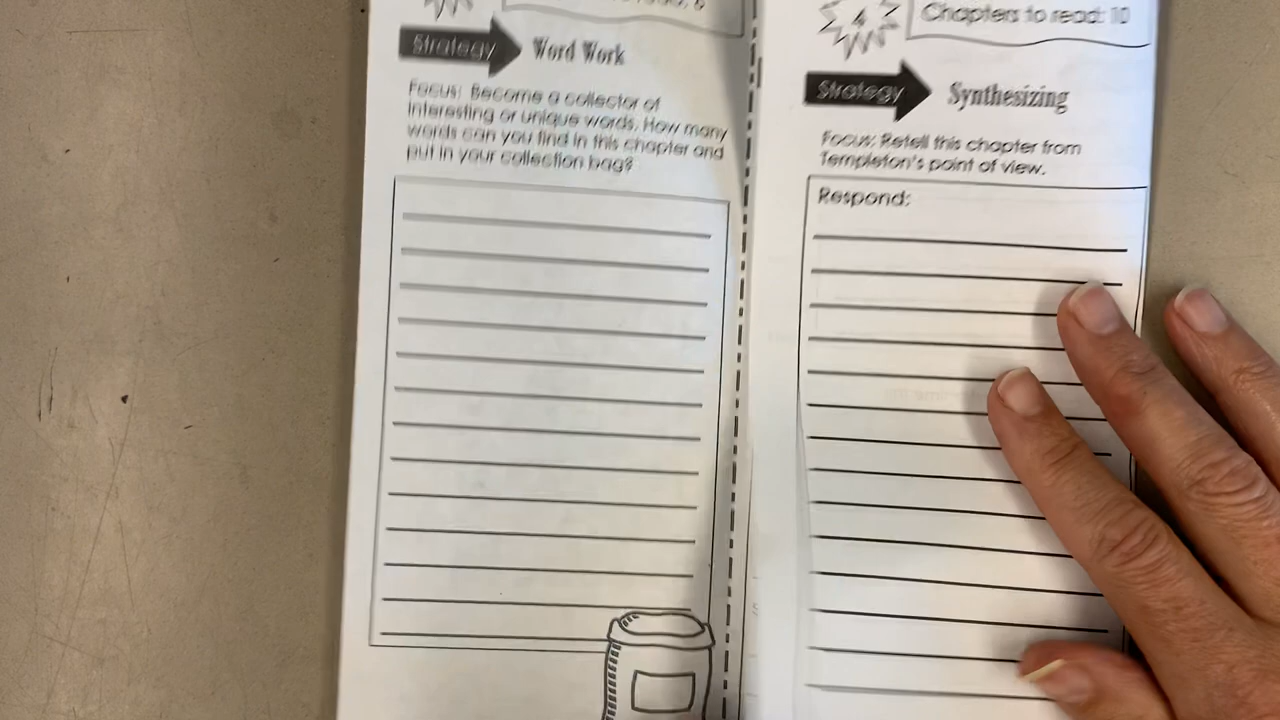 Strategy Word Work
Focus: Become a collector of
interesting or unique words. How many
words can you find in this chapter and
put in your collection bag?
4
Chapters to read: 10
Strategy Synthesizing
Focus: Retell this chapter from
Templeton's point of view.
Respond: